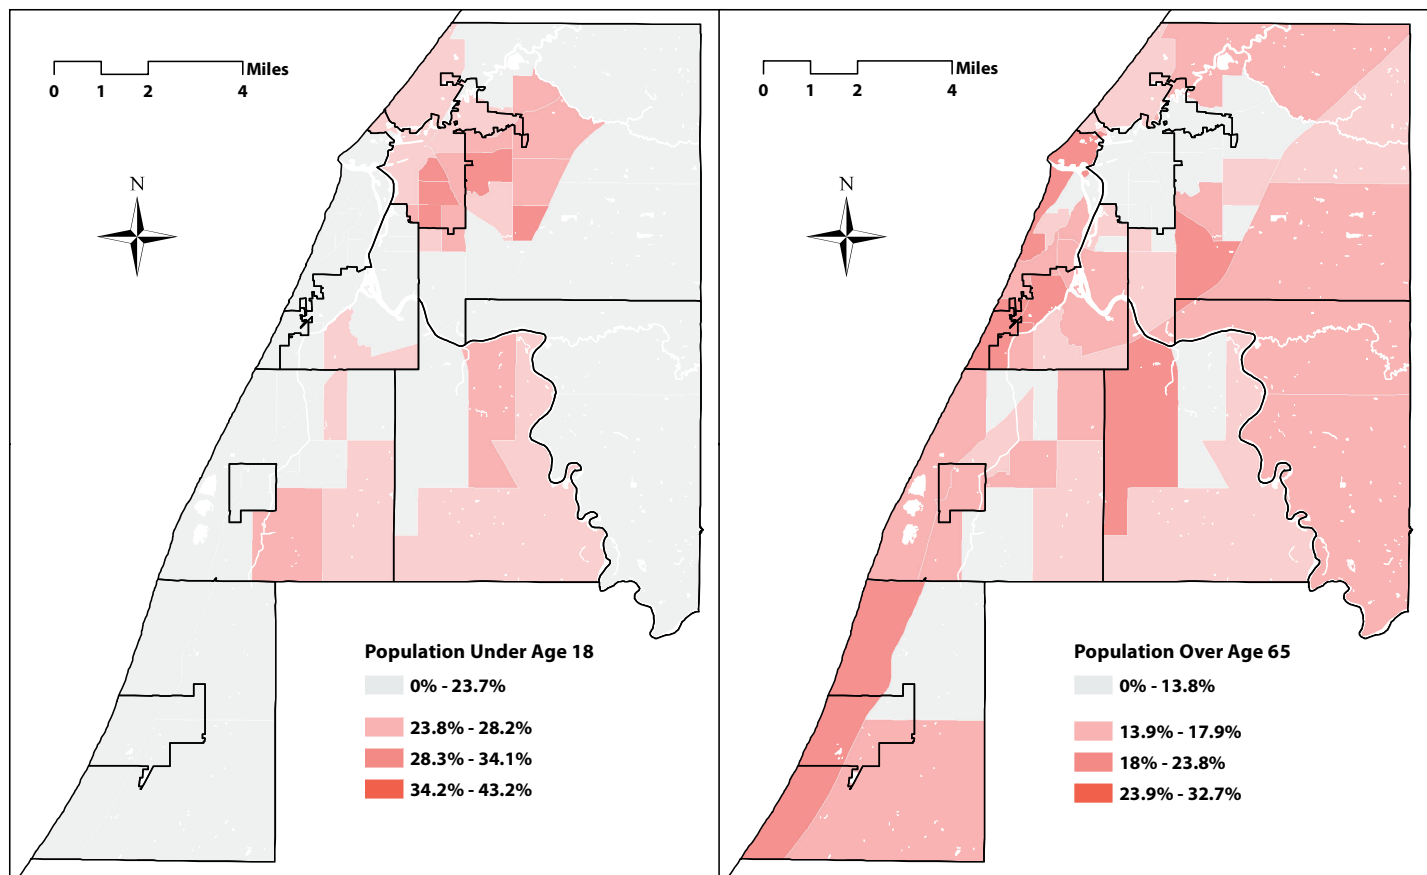 Miles
0 1 2 4
N
Population Under Age 18
0% - 23.7%
23.8% - 28.2%
28.3% - 34.1%
34.2% - 43.2%
Miles
0 1 2 4
N
Population Over Age 65
0% - 13.8%
13.9% - 17.9%
18% - 23.8%
23.9% - 32.7%